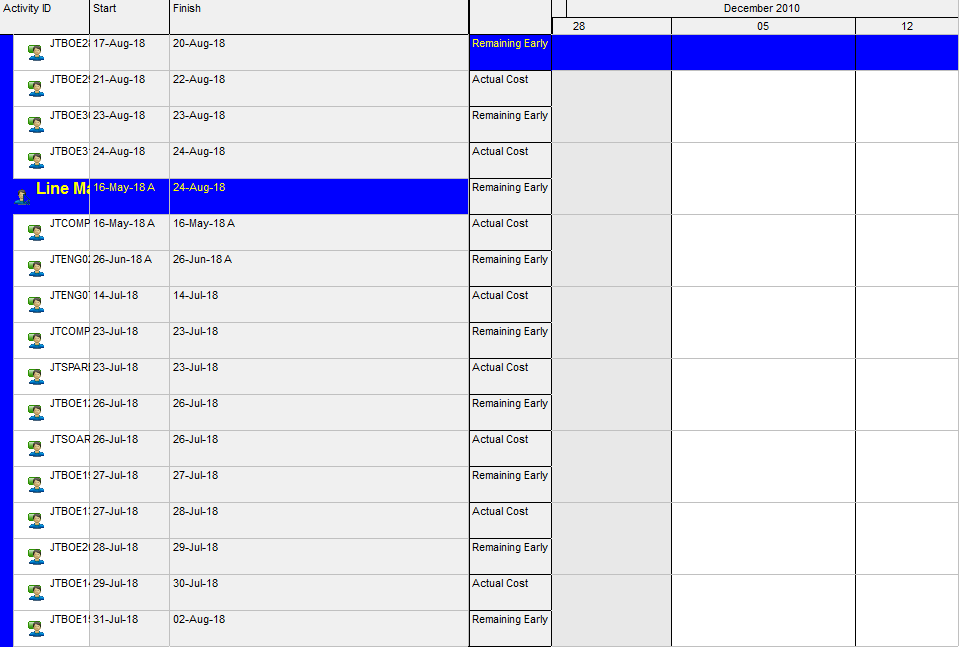 Activity ID Start Finish December 2010
28 05 12
JTBOE2 17-Aug-18 20-Aug-18 Remaining Early
JTBOE29 21-Aug-18 22-Aug-18 Actual Cost
JTBOE30 23-Aug-18 23-Aug-18 Remaining Early
JTBOE3 24-Aug-18 24-Aug-18 Actual Cost
Line Ma 16-May-18 A 24-Aug-18 Remaining Early
JTCOMP 16-May-18 A 16-May-18 A Actual Cost
JTENG02 26-Jun-18 A 26-Jun-18 A Remaining Early
JTENG07 14-Jul-18 14-Jul-18 Actual Cost
JTCOMP 23-Jul-18 23-Jul-18 Remaining Early
JTSPAR 23-Jul-18 23-Jul-18 Actual Cost
JTBOE12 26-Jul-18 26-Jul-18 Remaining Early
JTSOAR 26-Jul-18 26-Jul-18 Actual Cost
JTBOE1 27-Jul-18 27-Jul-18 Remaining Early
JTBOE1 27-Jul-18 28-Jul-18 Actual Cost
JTBOE20 28-Jul-18 29-Jul-18 Remaining Early
JTBOE14 29-Jul-18 30-Jul-18 Actual Cost
JTBOE1 31-Jul-18 02-Aug-18 Remaining Early